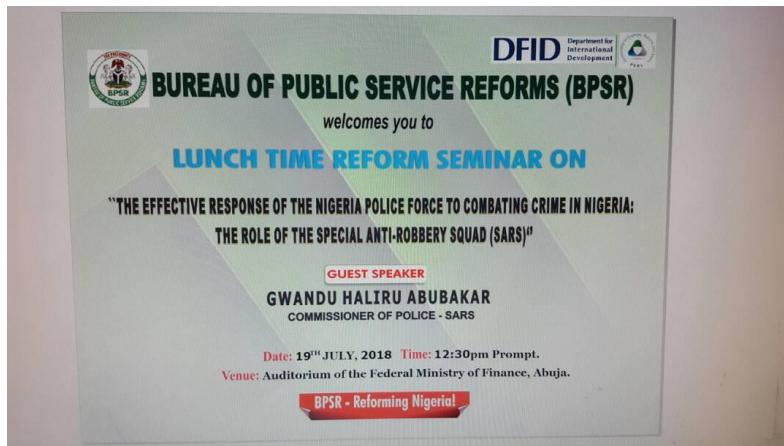 DFID Department for
International
Development
BPSR
BUREAU OF PUBLIC SERVICE REFORMS (BPSR)
welcomes you to
LUNCH TIME REFORM SEMINAR ON
``THE EFFECTIVE RESPONSE OF THE NIGERIA POLICE FORCE TO COMBATING CRIME IN NIGERIA:
THE ROLE OF THE SPECIAL ANTI-ROBBERY SQUAD (SARS)"
GUEST SPEAKER
GWANDU HALIRU ABUBAKAR
COMMISSIONER OF POLICE - SARS
Date: 19TH JULY, 2018 Time: 12:30pm Prompt.
Venue: Auditorium of the Federal Ministry of Finance, Abuja.
BPSR - Reforming Nigeria!